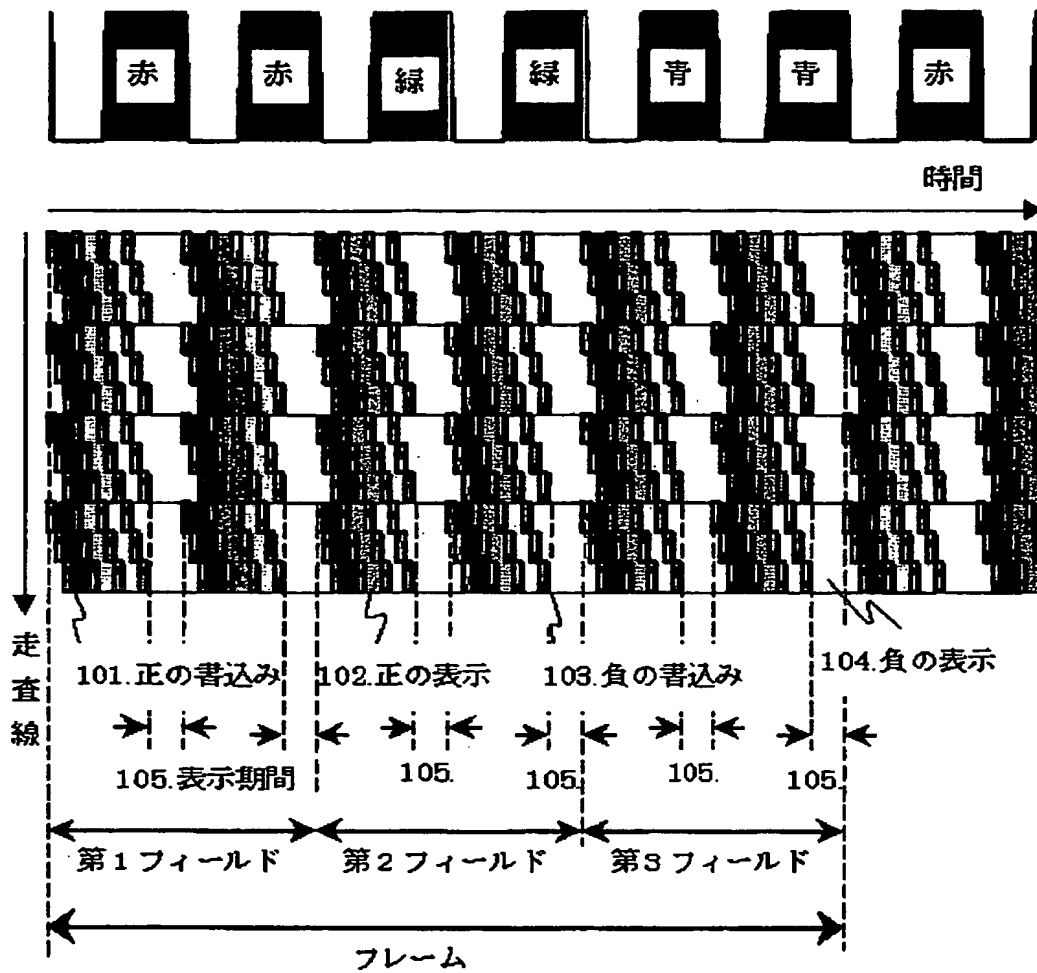 赤 赤 緑 緑 青 青 赤
時間
走査線
101.正の書込み 102.正の表示 103.負の書込み 104.負の表示
105.表示期間 105. 105. 105. 105.
第1フィールド 第2フィールド 第3フィールド
フレーム